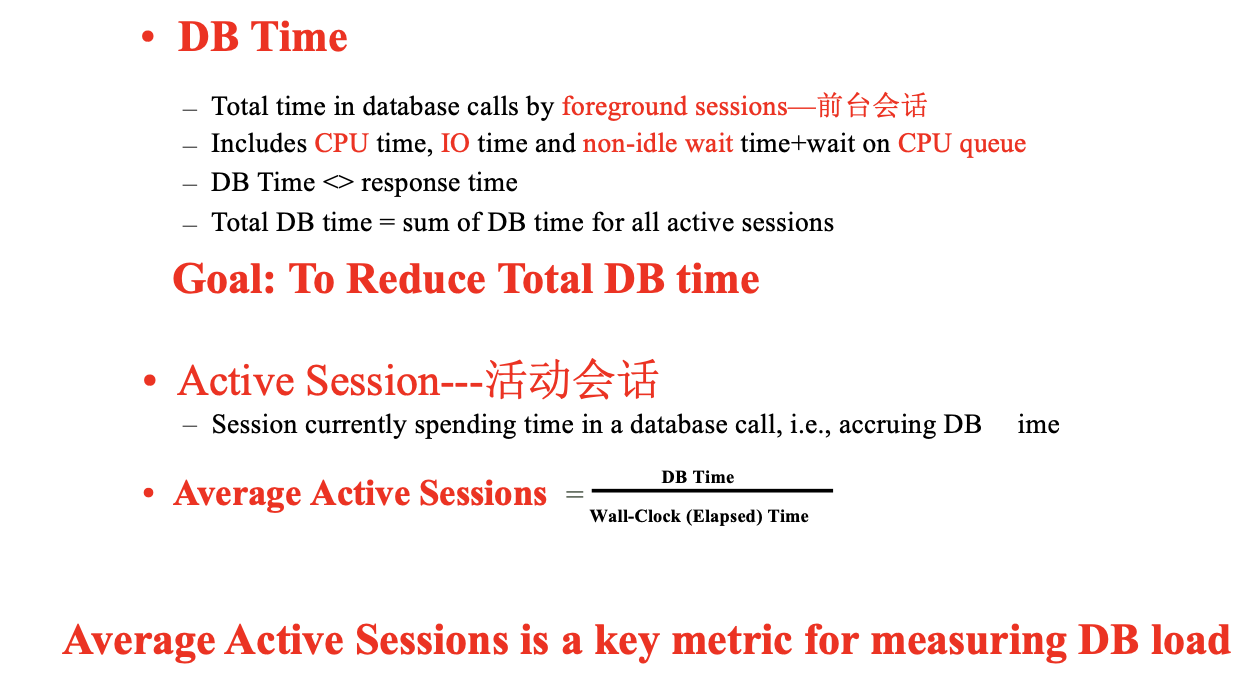 • DB Time
– Total time in database calls by foreground sessions—前台会话
– Includes CPU time, IO time and non-idle wait time+wait on CPU queue
– DB Time <> response time
– Total DB time = sum of DB time for all active sessions
Goal: To Reduce Total DB time
• Active Session---活动会话
– Session currently spending time in a database call, i.e., accruing DB ime
• Average Active Sessions =
DB Time
Wall-Clock (Elapsed) Time
Average Active Sessions is a key metric for measuring DB load